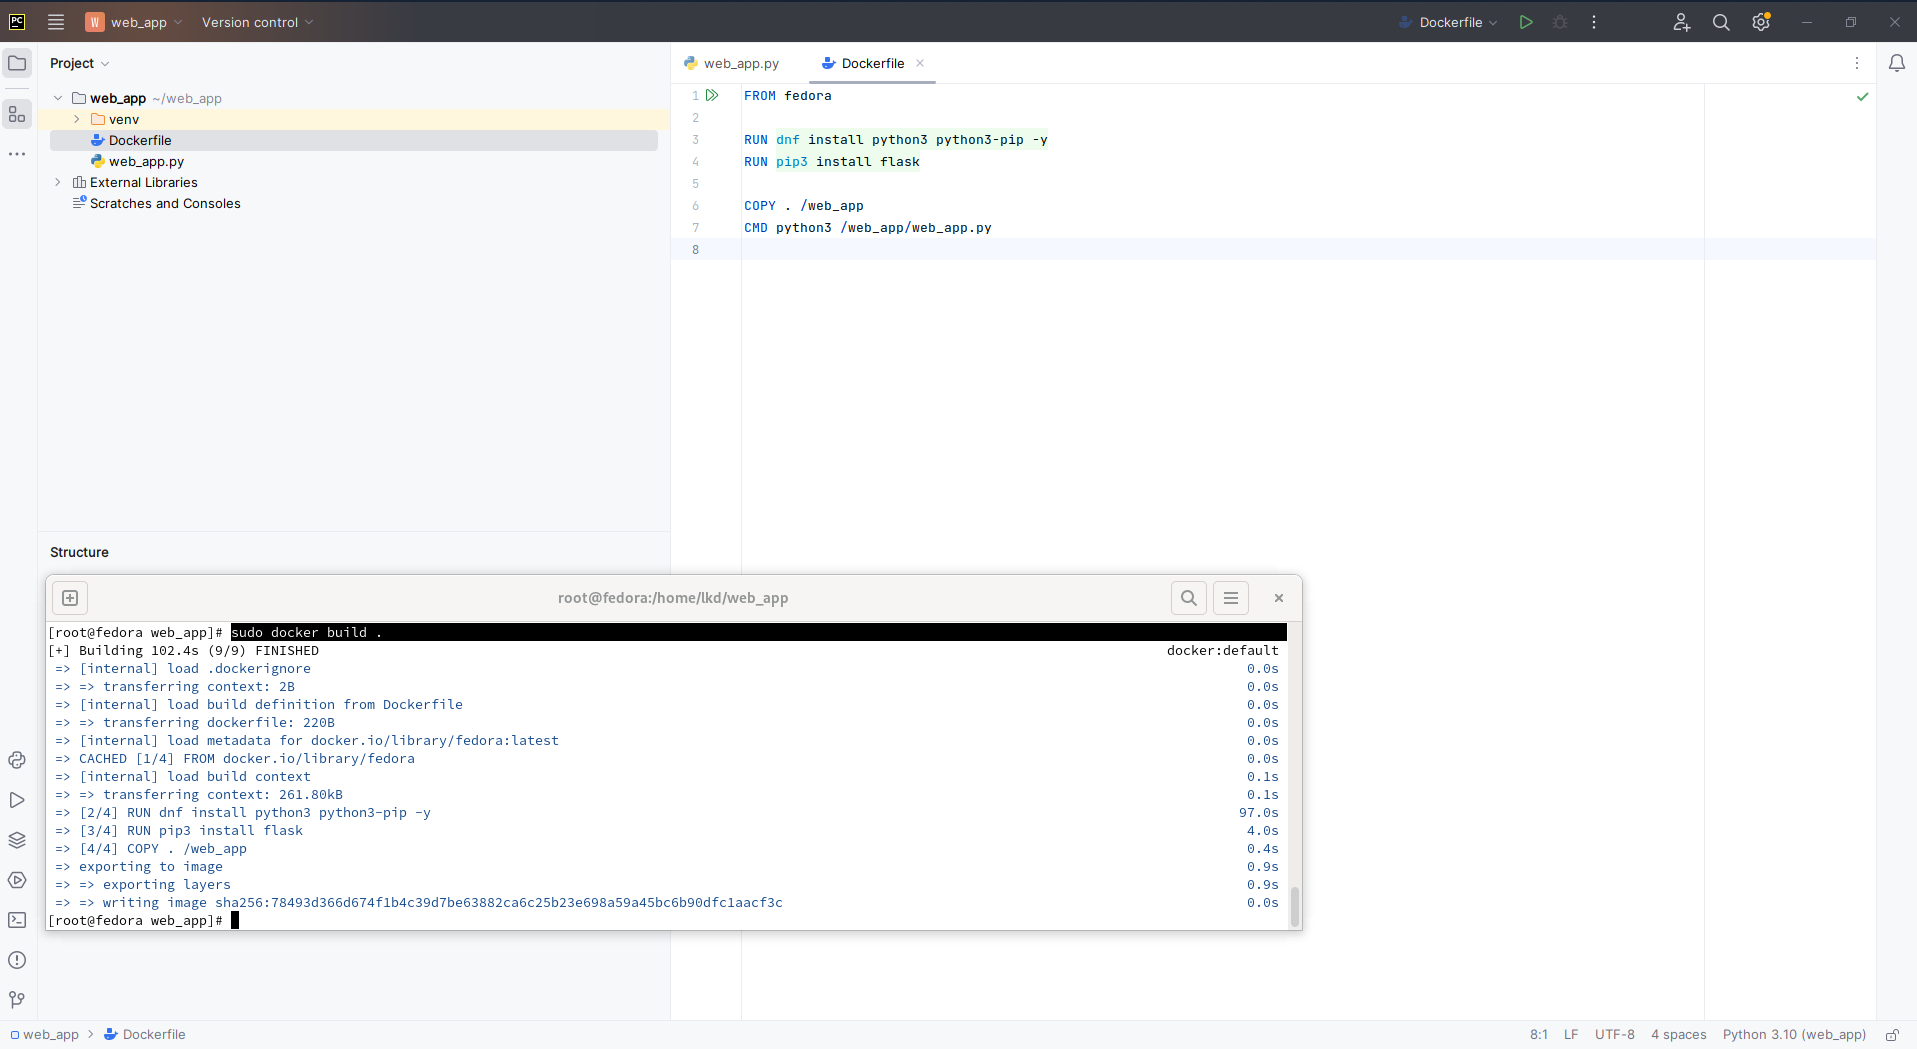 PC
W web_app
Version control
Dockerfile
Project
web_app ~/web_app
venv
Dockerfile
web_app.py
External Libraries
Scratches and Consoles
web_app.py
Dockerfile
1 FROM fedora
2
3 RUN dnf install python3 python3-pip -y
4 RUN pip3 install flask
5
6 COPY . /web_app
7 CMD python3 /web_app/web_app.py
8
Structure
root@fedora:/home/lkd/web_app
[root@fedora web_app]# sudo docker build .
[+] Building 102.4s (9/9) FINISHED docker:default
=> [internal] load .dockerignore 0.0s
=> => transferring context: 2B 0.0s
=> [internal] load build definition from Dockerfile 0.0s
=> => transferring dockerfile: 220B 0.0s
=> [internal] load metadata for docker.io/library/fedora:latest 0.0s
=> CACHED [1/4] FROM docker.io/library/fedora 0.0s
=> [internal] load build context 0.1s
=> => transferring context: 261.80kB 0.1s
=> [2/4] RUN dnf install python3 python3-pip -y 97.0s
=> [3/4] RUN pip3 install flask 4.0s
=> [4/4] COPY . /web_app 0.4s
=> exporting to image 0.9s
=> => exporting layers 0.9s
=> => writing image sha256:78493d366d674f1b4c39d7be63882ca6c25b23e698a59a45bc6b90dfc1aacf3c 0.0s
[root@fedora web_app]#
web_app > Dockerfile
8:1 LF UTF-8 4 spaces Python 3.10 (web_app)